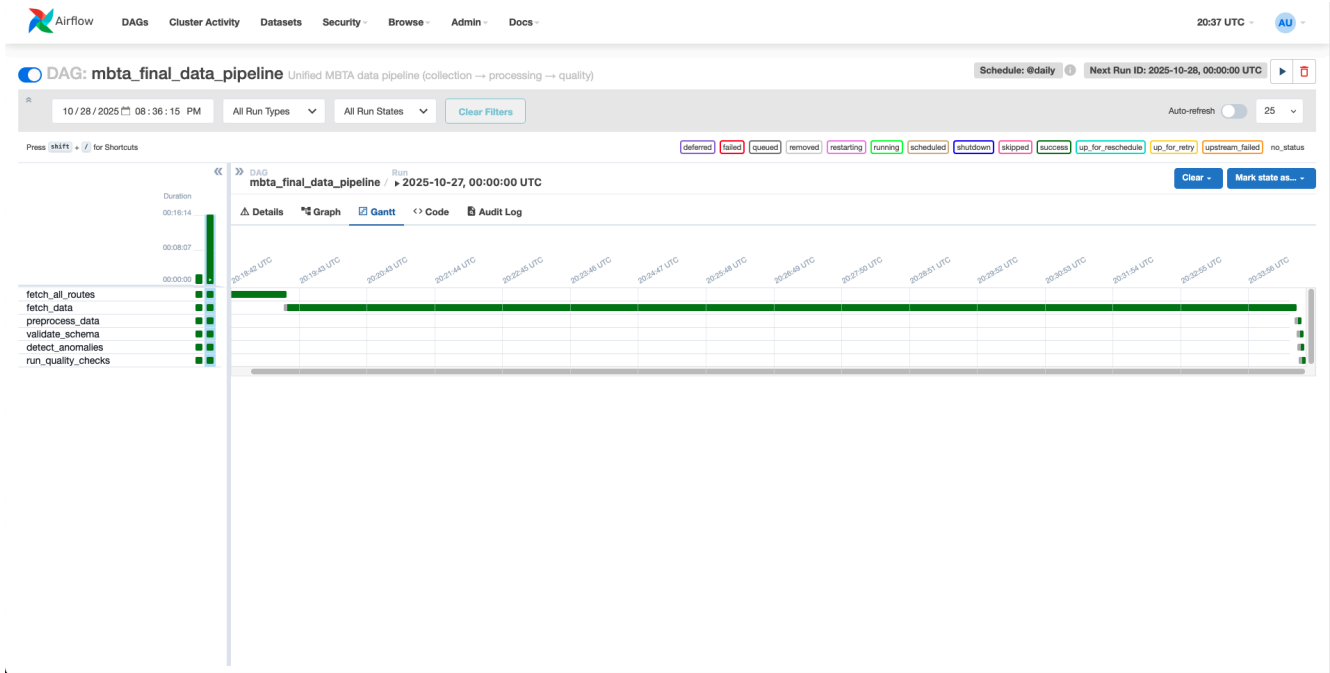 Airflow DAGs Cluster Activity Datasets Security Browse Admin Docs 20:37 UTC AU
DAG: mbta_final_data_pipeline Unified MBTA data pipeline (collection → processing → quality) Schedule: @daily Next Run ID: 2025-10-28, 00:00:00 UTC
10/28/2025 08:36:15 PM All Run Types All Run States Clear Filters Auto-refresh 25
Press shift + / for Shortcuts deferred failed queued removed restarting running scheduled shutdown skipped success up_for_reschedule up_for_retry upstream_failed no_status
DAG Run
mbta_final_data_pipeline / 2025-10-27, 00:00:00 UTC Clear Mark state as...
Duration
00:16:14
00:08:07
00:00:00
Details Graph Gantt Code Audit Log
20:18:42 UTC 20:19:43 UTC 20:20:43 UTC 20:21:44 UTC 20:22:45 UTC 20:23:46 UTC 20:24:47 UTC 20:25:48 UTC 20:26:49 UTC 20:27:50 UTC 20:28:51 UTC 20:29:52 UTC 20:30:53 UTC 20:31:54 UTC 20:32:55 UTC 20:33:56 UTC
fetch_all_routes
fetch_data
preprocess_data
validate_schema
detect_anomalies
run_quality_checks